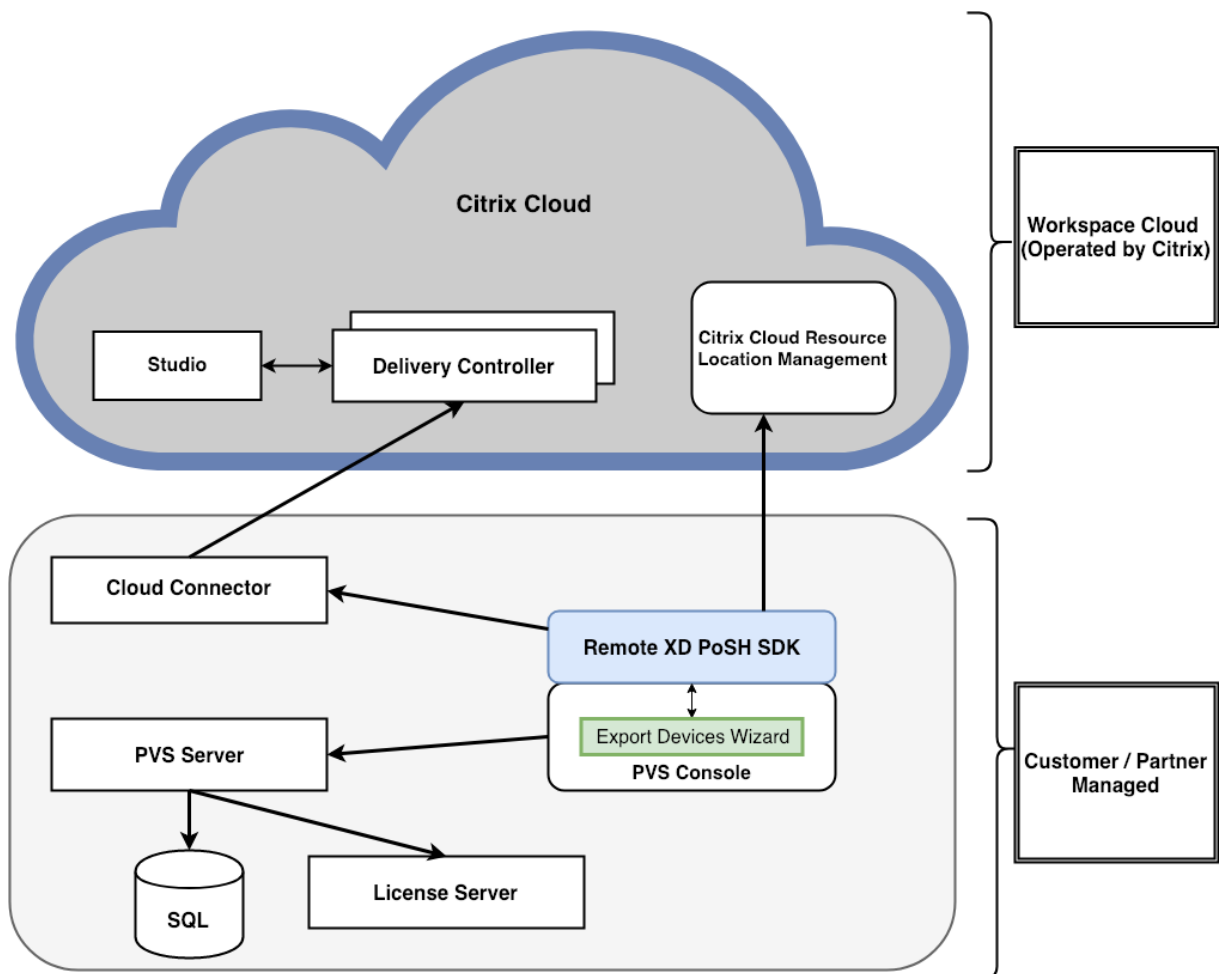 Citrix Cloud
Workspace Cloud
(Operated by Citrix)
Studio
Delivery Controller
Citrix Cloud Resource
Location Management
Cloud Connector
Remote XD PoSH SDK
Export Devices Wizard
PVS Console
PVS Server
Customer / Partner
Managed
SQL
License Server